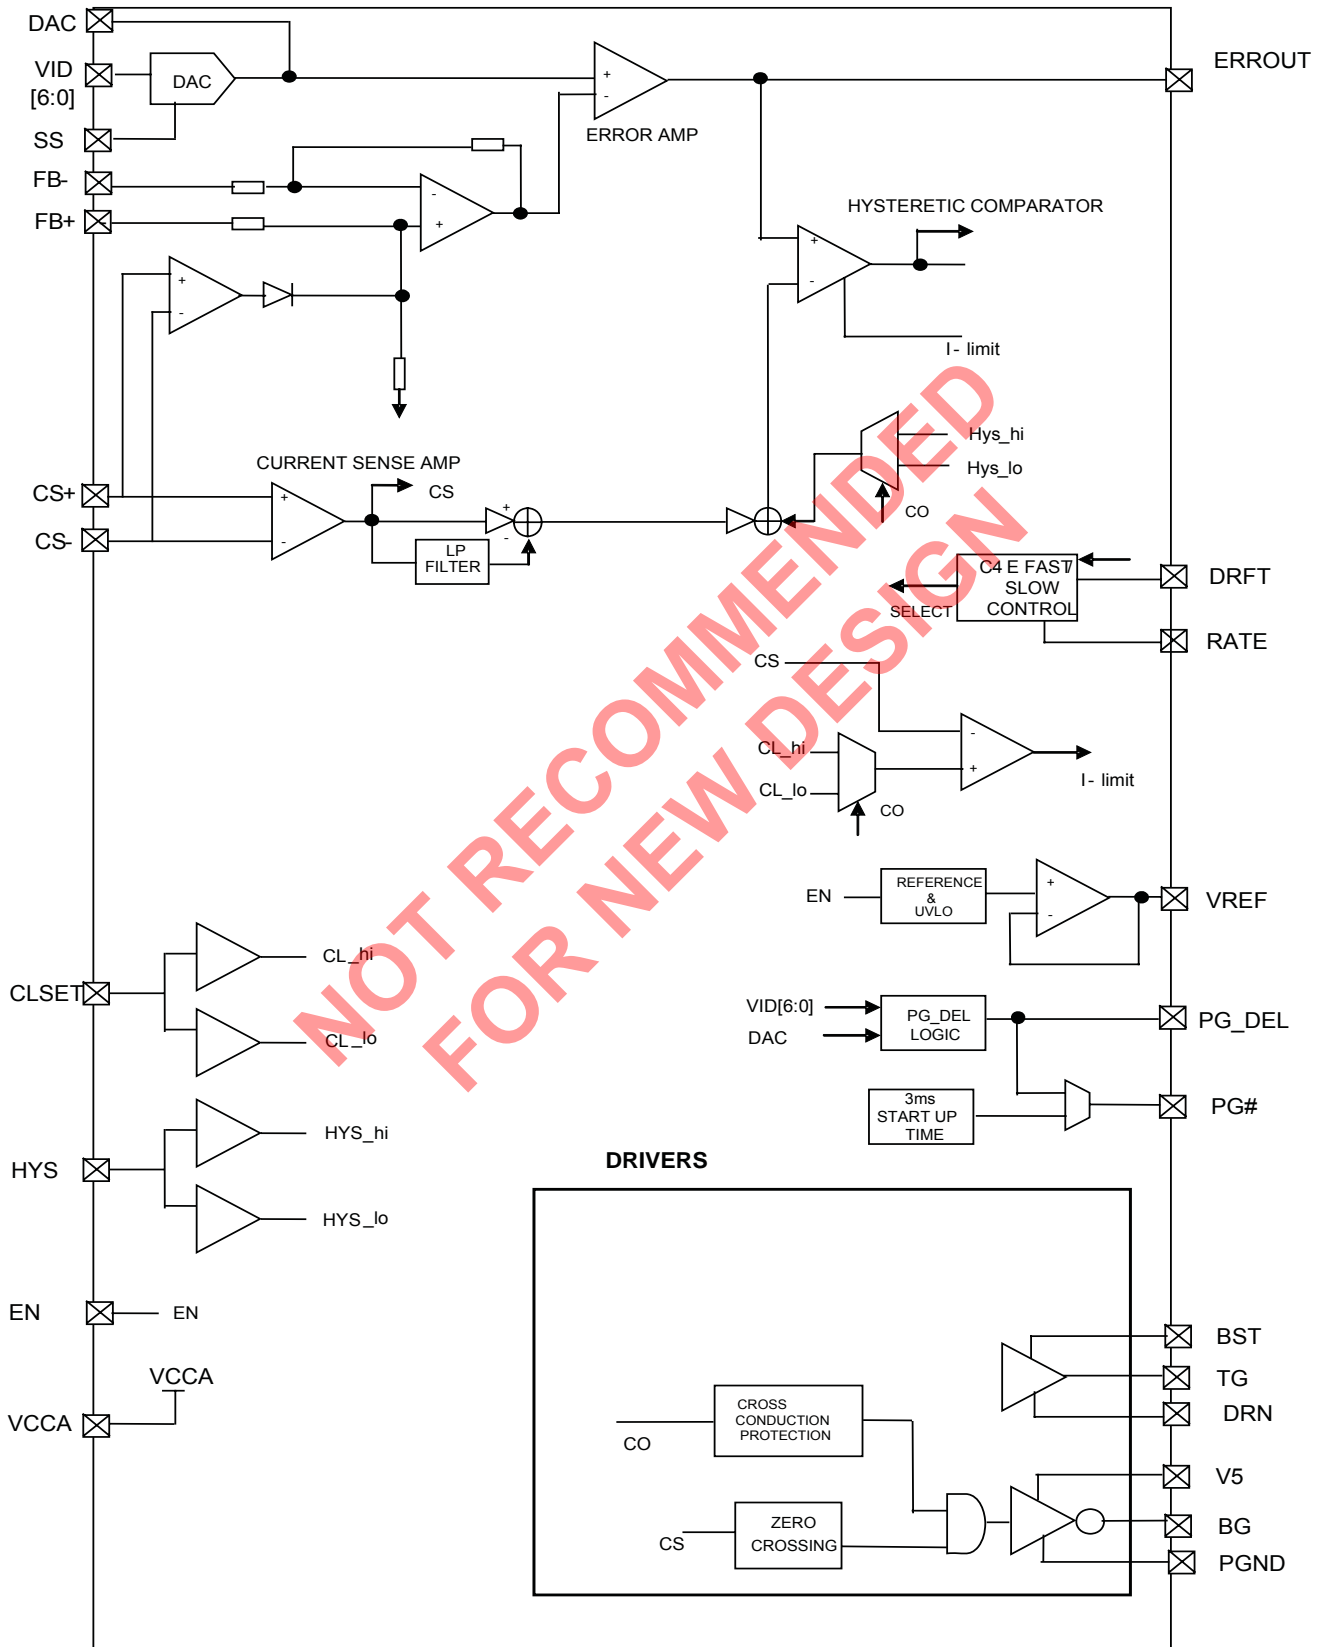 DAC
VID
[6:0]
DAC
SS
FB-
FB+
+
-
ERROR AMP
ERROUT
-
+
HYSTERETIC COMPARATOR
+
-
I- limit
+
-
Hys_hi
Hys_lo
CO
CURRENT SENSE AMP
CS
CS+
CS-
+
-
+
-
LP
FILTER
C4 E FAST/
SLOW
CONTROL
SELECT
DRFT
RATE
CS
CL_hi
CL_lo
CO
-
+
I- limit
EN
REFERENCE
&
UVLO
+
-
VREF
CLSET
CL_hi
CL_lo
VID[6:0]
DAC
PG_DEL
LOGIC
PG_DEL
3ms
START UP
TIME
PG#
HYS
HYS_hi
HYS_lo
EN
EN
VCCA
VCCA
DRIVERS
CO
CROSS
CONDUCTION
PROTECTION
CS
ZERO
CROSSING
BST
TG
DRN
V5
BG
PGND
NOT RECOMMENDED
FOR NEW DESIGN